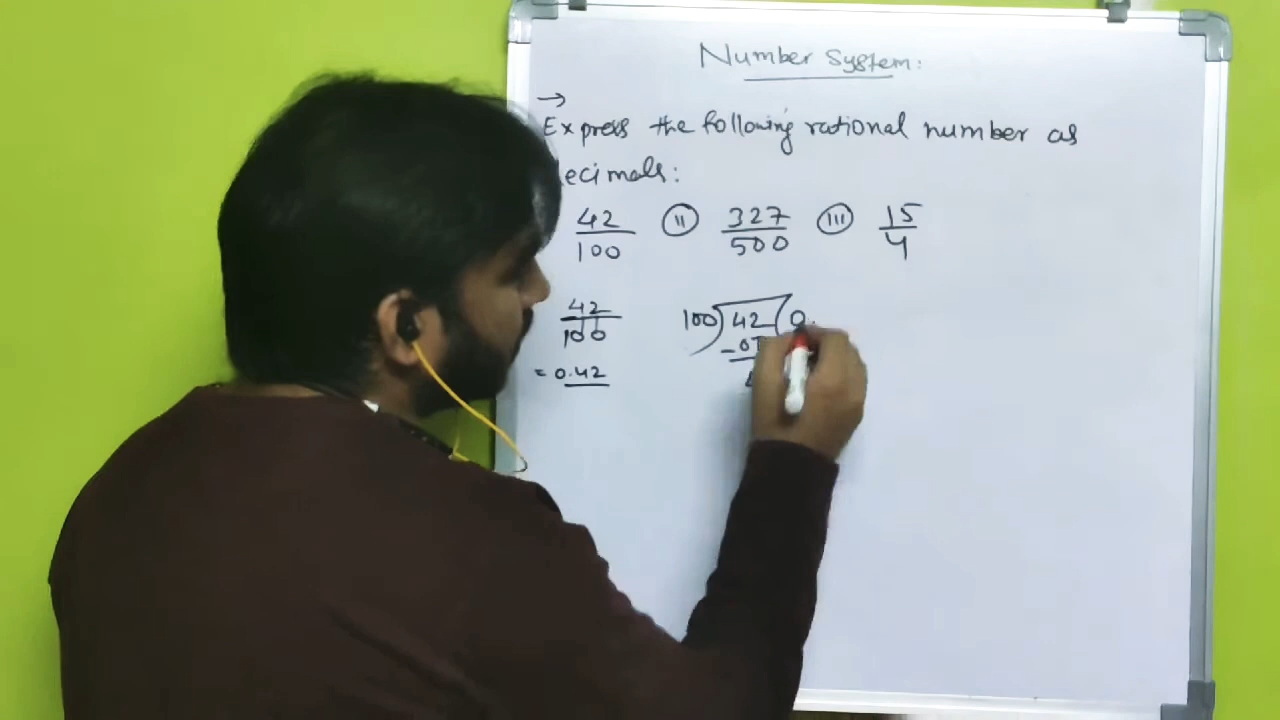 Number System:
→
Express the following rational number as
ecimals:
42/100 (ii) 327/500 (iii) 15/4
42/100
100)42(0.
-0
= 0.42